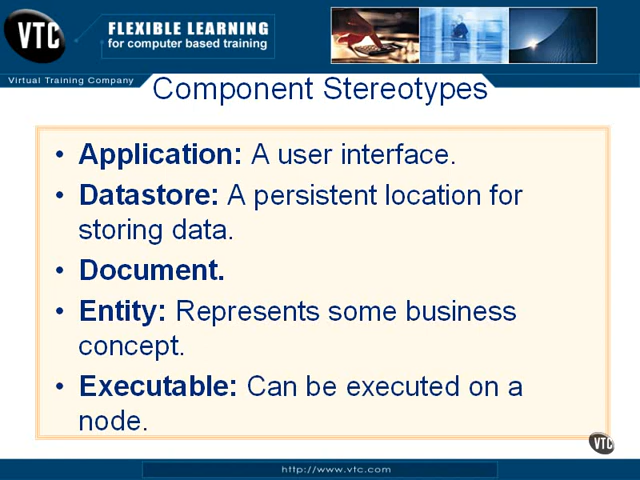 VTC
FLEXIBLE LEARNING
for computer based training
Virtual Training Company
Component Stereotypes
• Application: A user interface.
• Datastore: A persistent location for
storing data.
• Document.
• Entity: Represents some business
concept.
• Executable: Can be executed on a
node.
VTC
http://www.vtc.com